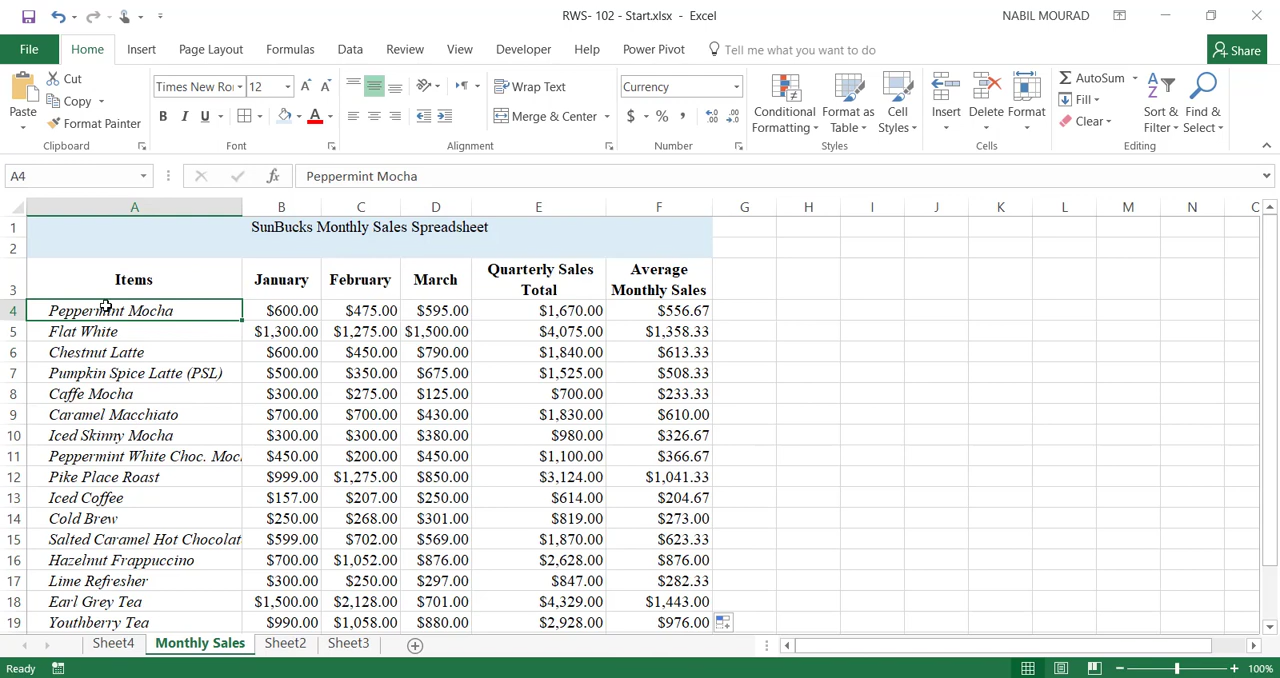 RWS- 102 - Start.xlsx - Excel
NABIL MOURAD
File Home Insert Page Layout Formulas Data Review View Developer Help Power Pivot Tell me what you want to do Share
Paste Cut Copy Format Painter
Clipboard
Times New Ro 12
B I U A
Font
Wrap Text
Merge & Center
Alignment
Currency
$ % ,
Number
Conditional Formatting Format as Table Cell Styles
Styles
Insert Delete Format
Cells
AutoSum
Fill
Clear
Sort & Filter Find & Select
Editing
A4 fx Peppermint Mocha
A B C D E F G H I J K L M N
1 SunBucks Monthly Sales Spreadsheet
2
3 Items January February March Quarterly Sales Total Average Monthly Sales
4 Peppermint Mocha $600.00 $475.00 $595.00 $1,670.00 $556.67
5 Flat White $1,300.00 $1,275.00 $1,500.00 $4,075.00 $1,358.33
6 Chestnut Latte $600.00 $450.00 $790.00 $1,840.00 $613.33
7 Pumpkin Spice Latte (PSL) $500.00 $350.00 $675.00 $1,525.00 $508.33
8 Caffe Mocha $300.00 $275.00 $125.00 $700.00 $233.33
9 Caramel Macchiato $700.00 $700.00 $430.00 $1,830.00 $610.00
10 Iced Skinny Mocha $300.00 $300.00 $380.00 $980.00 $326.67
11 Peppermint White Choc. Moc $450.00 $200.00 $450.00 $1,100.00 $366.67
12 Pike Place Roast $999.00 $1,275.00 $850.00 $3,124.00 $1,041.33
13 Iced Coffee $157.00 $207.00 $250.00 $614.00 $204.67
14 Cold Brew $250.00 $268.00 $301.00 $819.00 $273.00
15 Salted Caramel Hot Chocolat $599.00 $702.00 $569.00 $1,870.00 $623.33
16 Hazelnut Frappuccino $700.00 $1,052.00 $876.00 $2,628.00 $876.00
17 Lime Refresher $300.00 $250.00 $297.00 $847.00 $282.33
18 Earl Grey Tea $1,500.00 $2,128.00 $701.00 $4,329.00 $1,443.00
19 Youthberry Tea $990.00 $1,058.00 $880.00 $2,928.00 $976.00
Sheet4 Monthly Sales Sheet2 Sheet3
Ready 100%